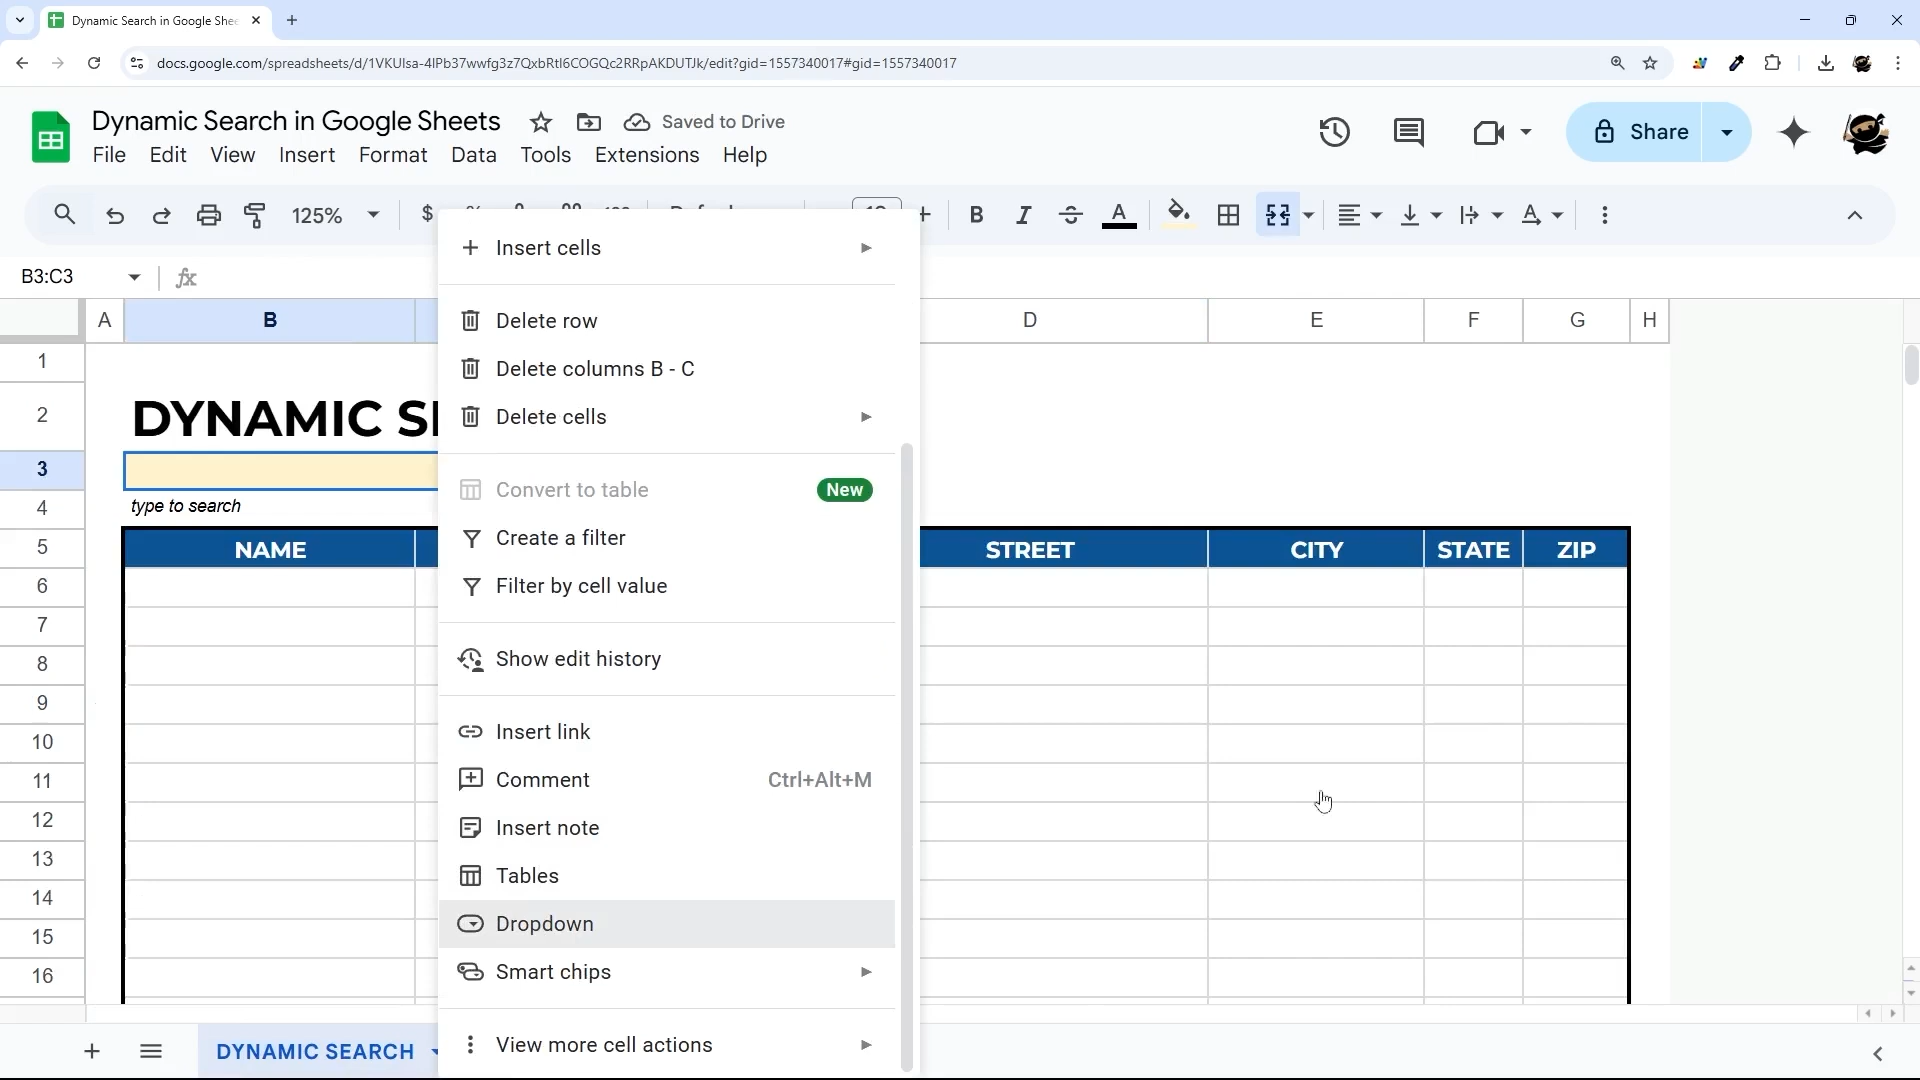 Dynamic Search in Google Shee
docs.google.com/spreadsheets/d/1VKUIsa-4IPb37wwfg3z7QxbRtI6COGQc2RRpAKDUTJk/edit?gid=1557340017#gid=1557340017
Dynamic Search in Google Sheets
Saved to Drive
File Edit View Insert Format Data Tools Extensions Help
Share
125%
$
B
I
A
B3:C3
fx
A B D E F G H
1
2
3
4
5
6
7
8
9
10
11
12
13
14
15
16
DYNAMIC S
type to search
NAME STREET CITY STATE ZIP
Insert cells
Delete row
Delete columns B - C
Delete cells
Convert to table New
Create a filter
Filter by cell value
Show edit history
Insert link
Comment Ctrl+Alt+M
Insert note
Tables
Dropdown
Smart chips
View more cell actions
DYNAMIC SEARCH